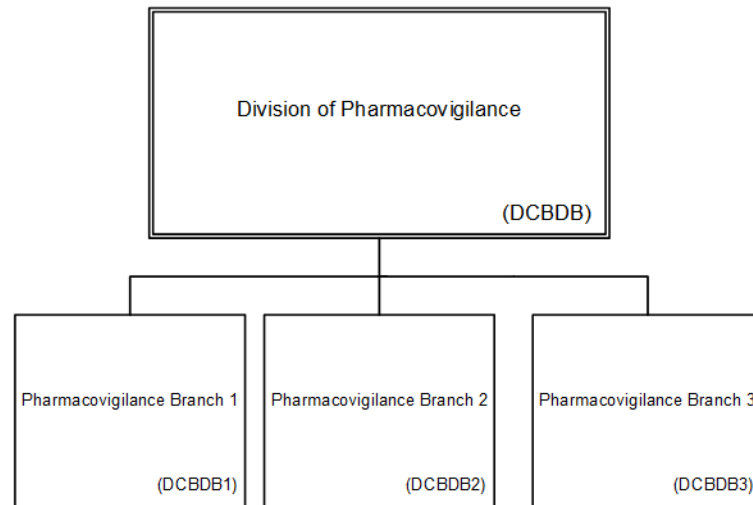 Division of Pharmacovigilance
(DCBDB)
Pharmacovigilance Branch 1
(DCBDB1)
Pharmacovigilance Branch 2
(DCBDB2)
Pharmacovigilance Branch 3
(DCBDB3)